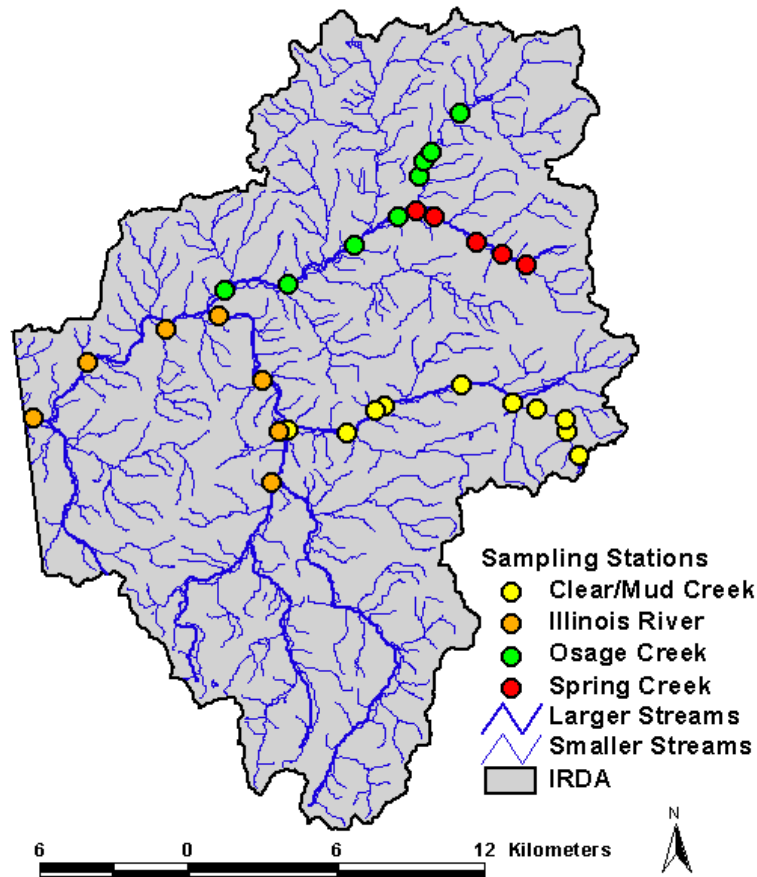 Sampling Stations
Clear/Mud Creek
Illinois River
Osage Creek
Spring Creek
Larger Streams
Smaller Streams
IRDA
N
6 0 6 12 Kilometers